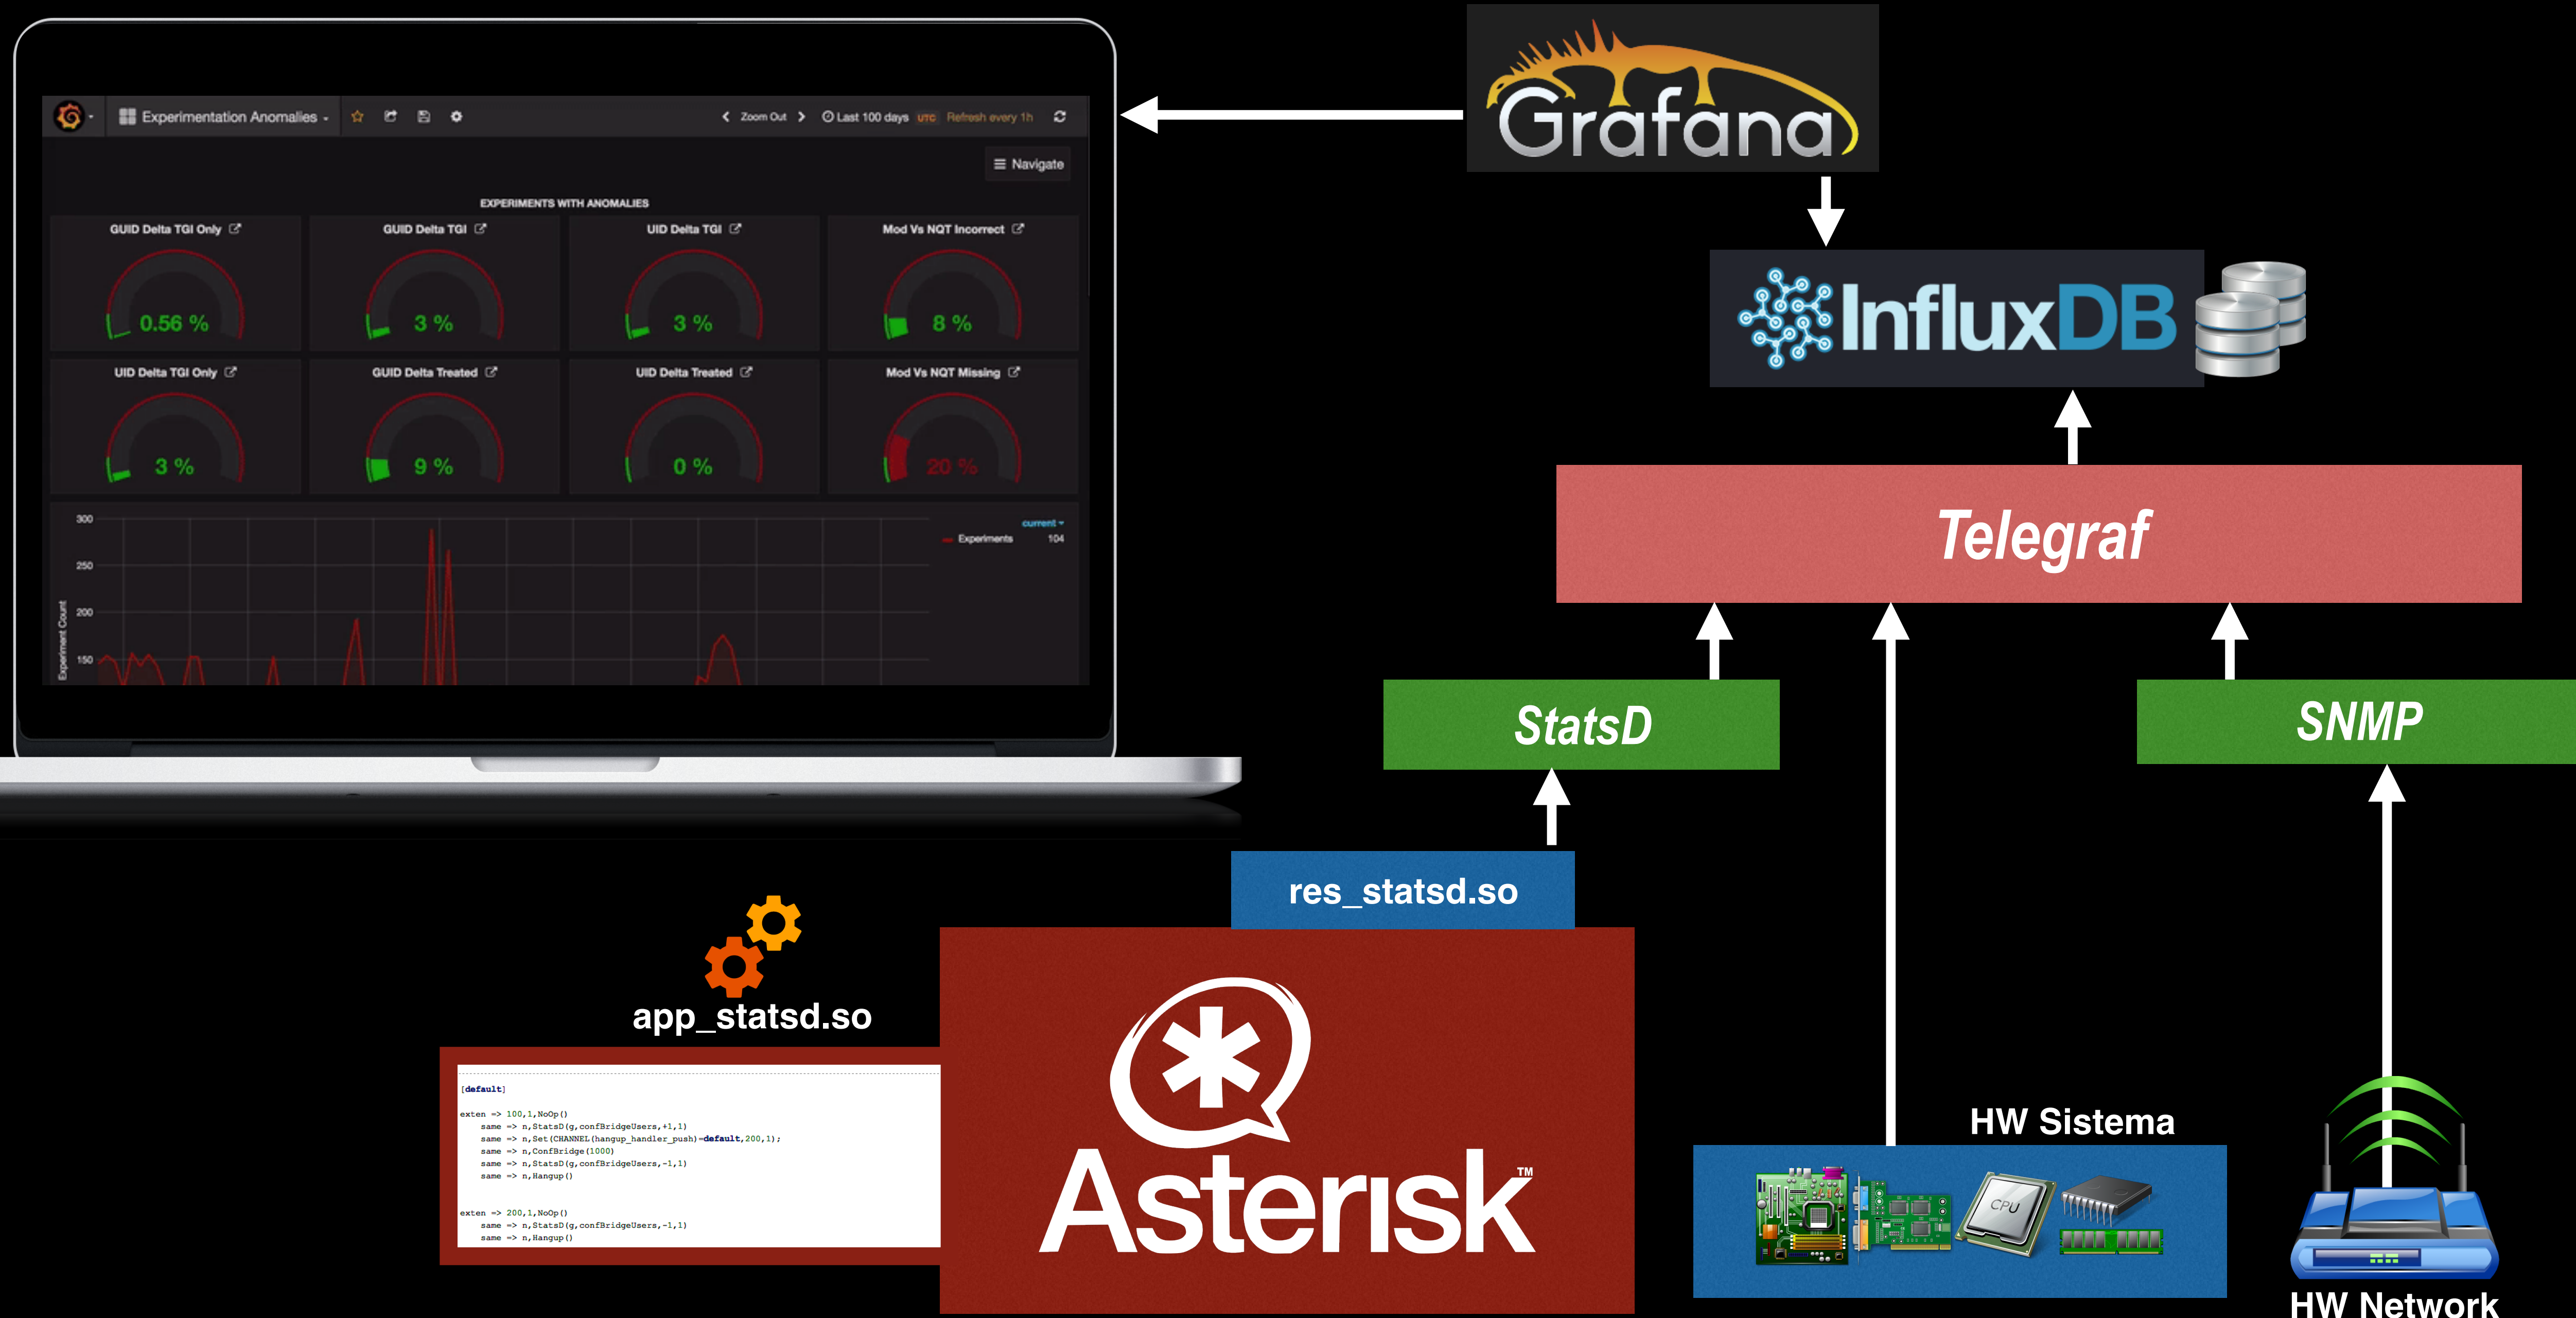 Experimentation Anomalies
Zoom Out
Last 100 days UTC Refresh every 1h
Navigate
EXPERIMENTS WITH ANOMALIES
GUID Delta TGI Only
GUID Delta TGI
UID Delta TGI
Mod Vs NQT Incorrect
0.56 %
3 %
3 %
8 %
UID Delta TGI Only
GUID Delta Treated
UID Delta Treated
Mod Vs NQT Missing
3 %
9 %
0 %
20 %
300
250
200
150
Experiment Count
current
Experiments 104
Grafana
InfluxDB
Telegraf
StatsD
SNMP
res_statsd.so
app_statsd.so
[default]
exten => 100,1,NoOp()
same => n,StatsD(g,confBridgeUsers,+1,1)
same => n,Set(CHANNEL(hangup_handler_push)=default,200,1);
same => n,ConfBridge(1000)
same => n,StatsD(g,confBridgeUsers,-1,1)
same => n,Hangup()
exten => 200,1,NoOp()
same => n,StatsD(g,confBridgeUsers,-1,1)
same => n,Hangup()
Asterisk™
HW Sistema
CPU
HW Network